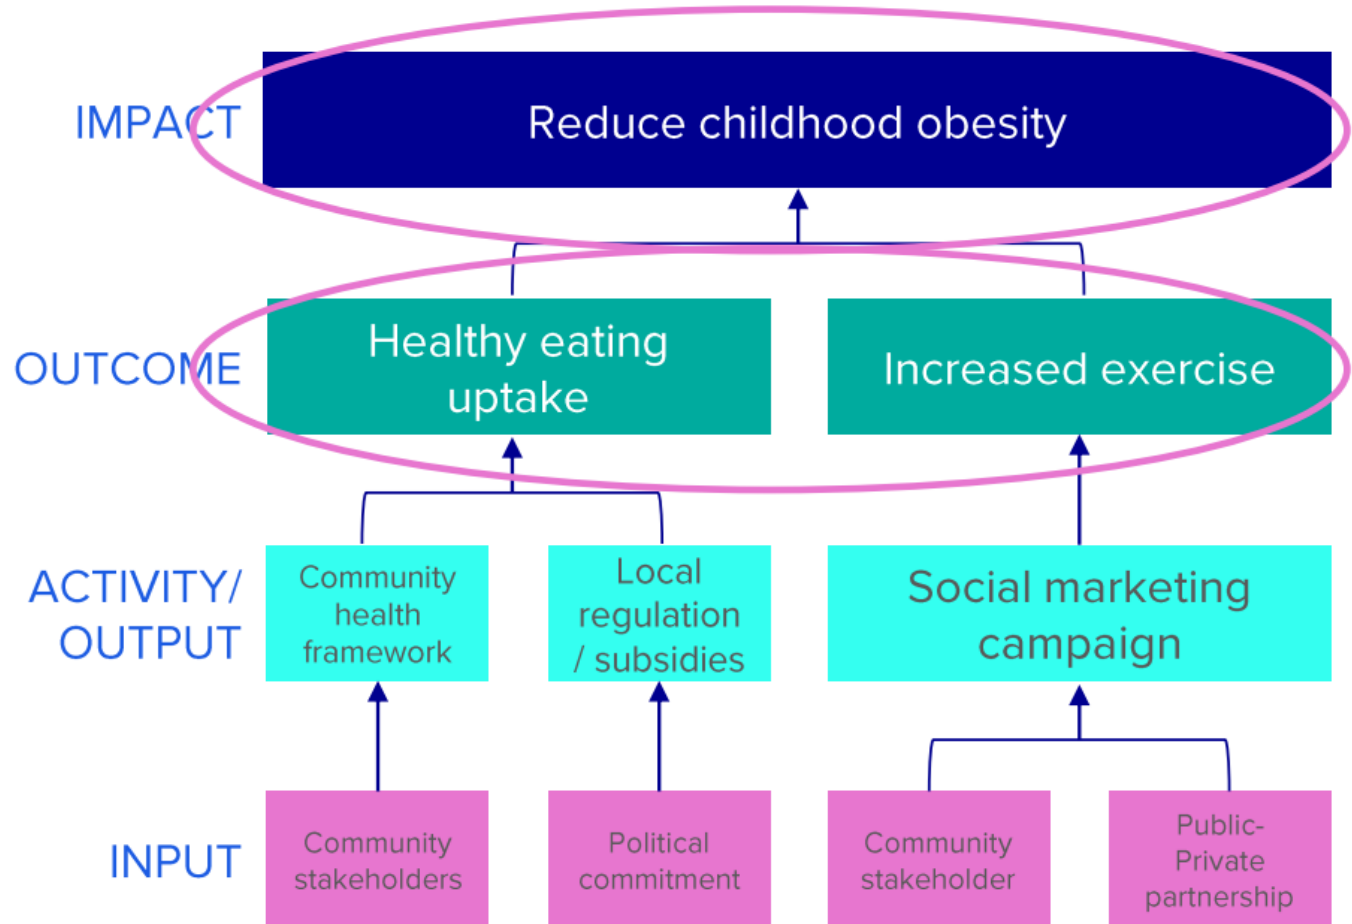 IMPACT
Reduce childhood obesity
OUTCOME
Healthy eating
uptake
Increased exercise
ACTIVITY/
OUTPUT
Community
health
framework
Local
regulation
/ subsidies
Social marketing
campaign
INPUT
Community
stakeholders
Political
commitment
Community
stakeholder
Public-
Private
partnership